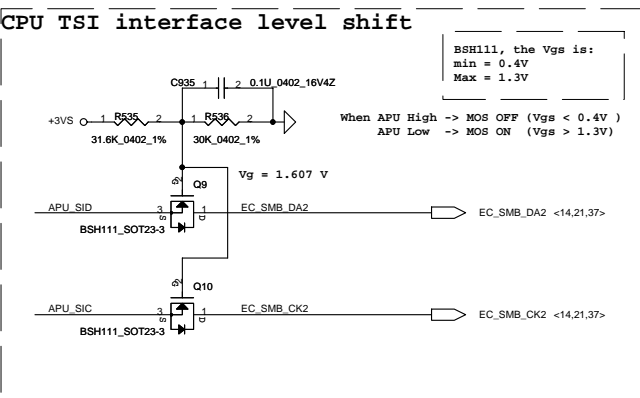 CPU TSI interface level shift
BSH111, the Vgs is:
min = 0.4V
Max = 1.3V
C935 1 2 0.1U_0402_16V4Z
+3VS 1 R535 2 1 R536 2
31.6K_0402_1% 30K_0402_1%
When APU High -> MOS OFF (Vgs < 0.4V )
APU Low -> MOS ON (Vgs > 1.3V)
Vg = 1.607 V
2 G Q9
APU_SID 3 S 1 D EC_SMB_DA2 EC_SMB_DA2 <14,21,37>
BSH111_SOT23-3
2 G Q10
APU_SIC 3 S 1 D EC_SMB_CK2 EC_SMB_CK2 <14,21,37>
BSH111_SOT23-3